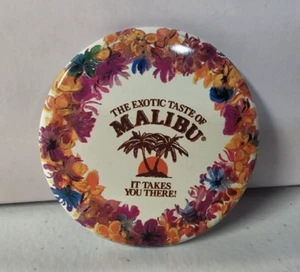 THE EXOTIC TASTE OF
MALIBU®
IT TAKES
YOU THERE!